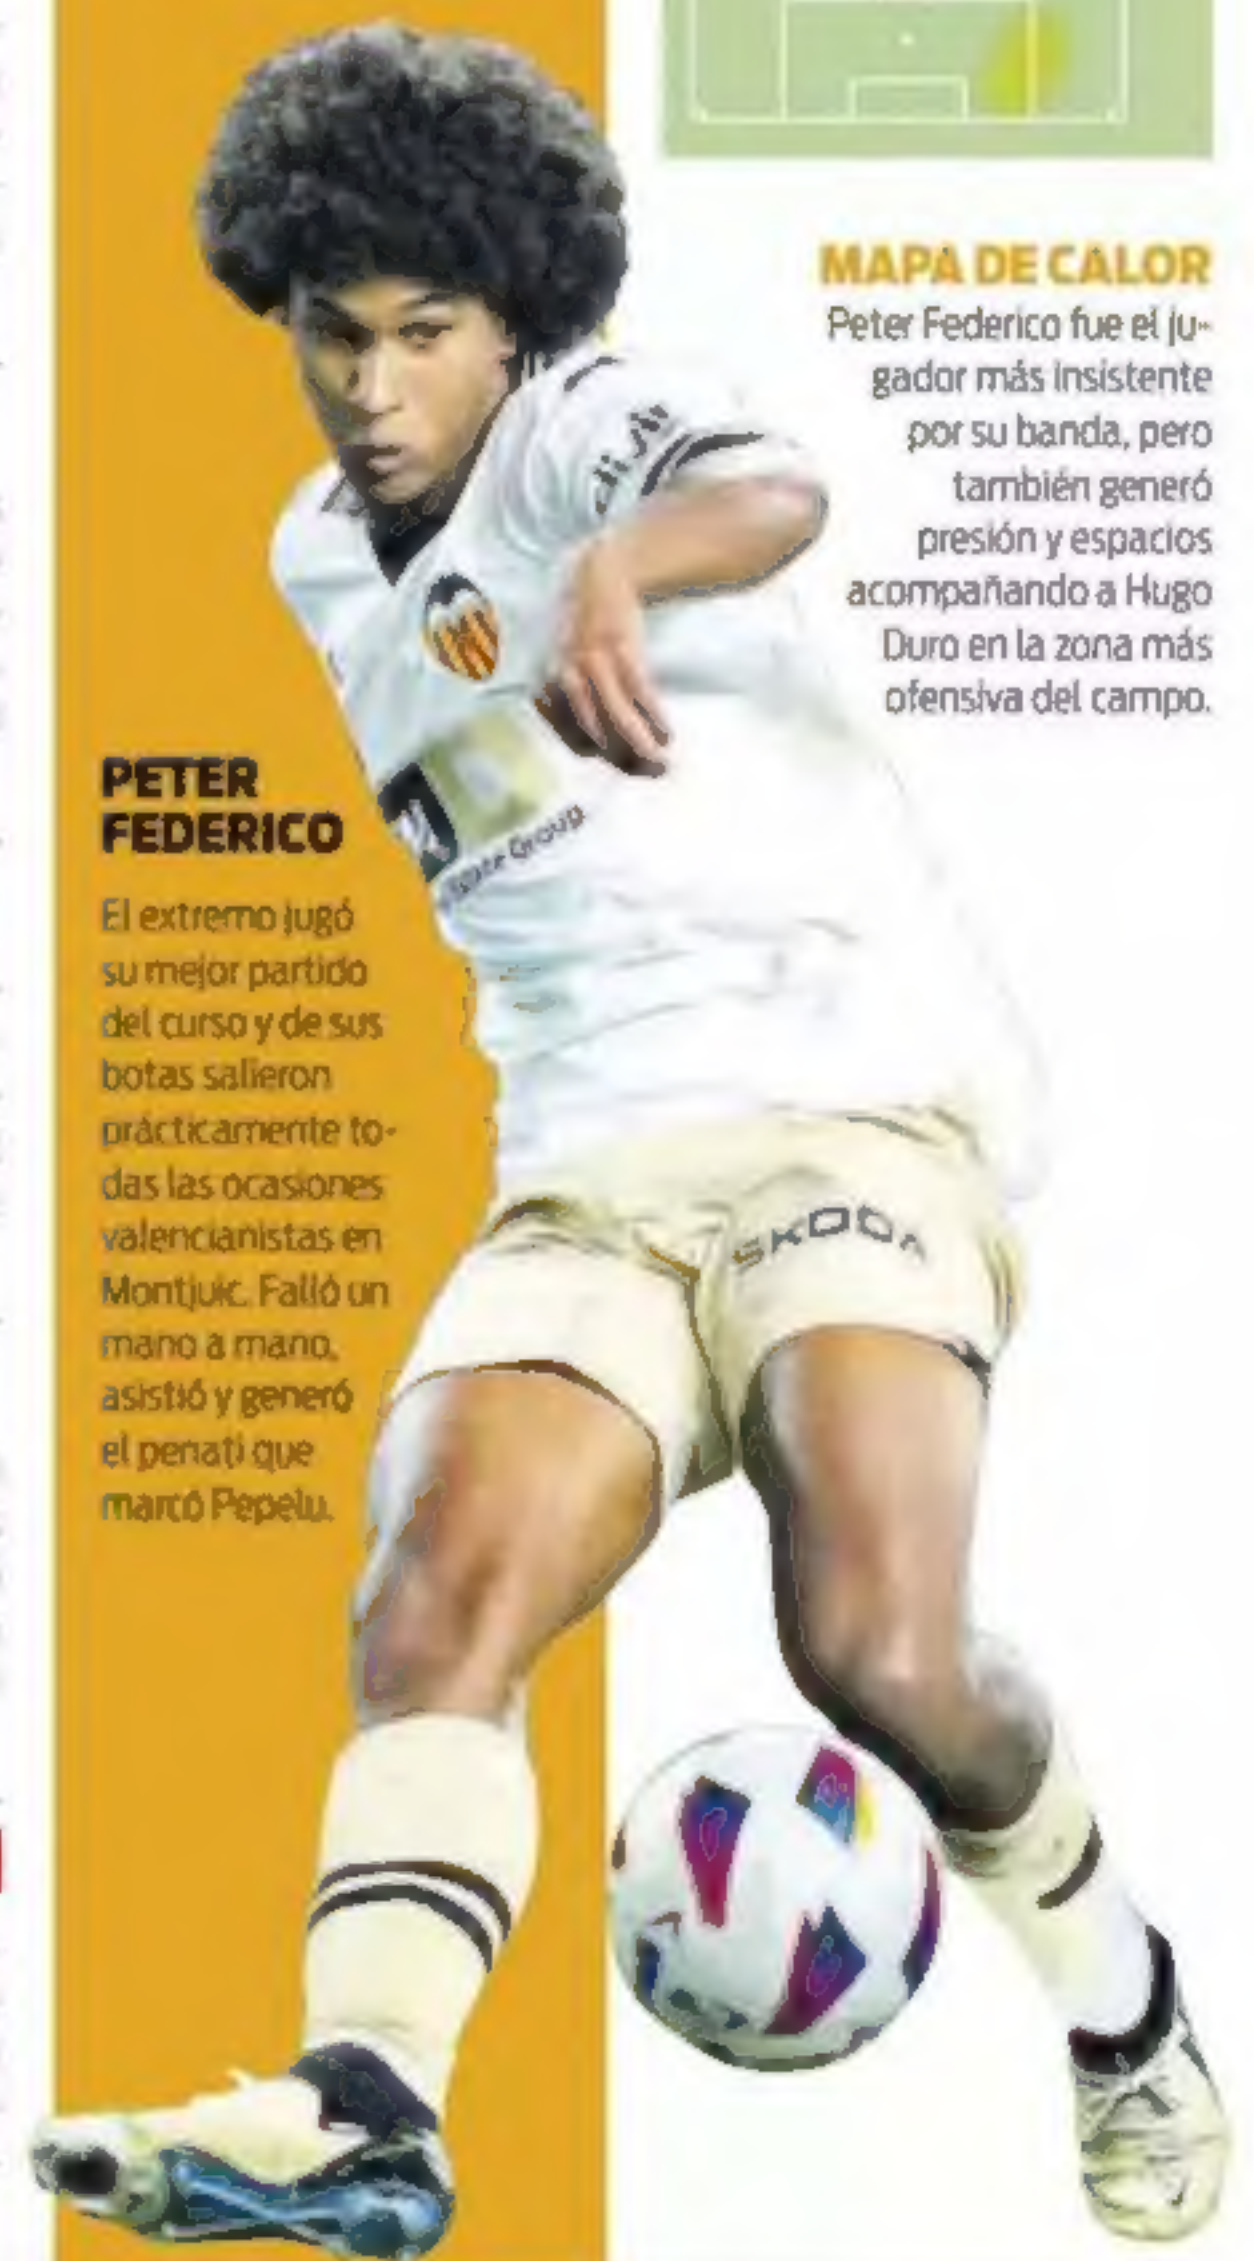 MAPA DE CALOR
Peter Federico fue el ju-
gador más insistente
por su banda, pero
también generó
presión y espacios
acompañando a Hugo
Duro en la zona más
ofensiva del campo.
PETER
FEDERICO
El extremo jugó
su mejor partido
del curso y de sus
botas salieron
prácticamente to-
das las ocasiones
valencianistas en
Montjuic. Falló un
mano a mano,
asistió y generó
el penati que
marcó Pepelu.
Group
SKODA